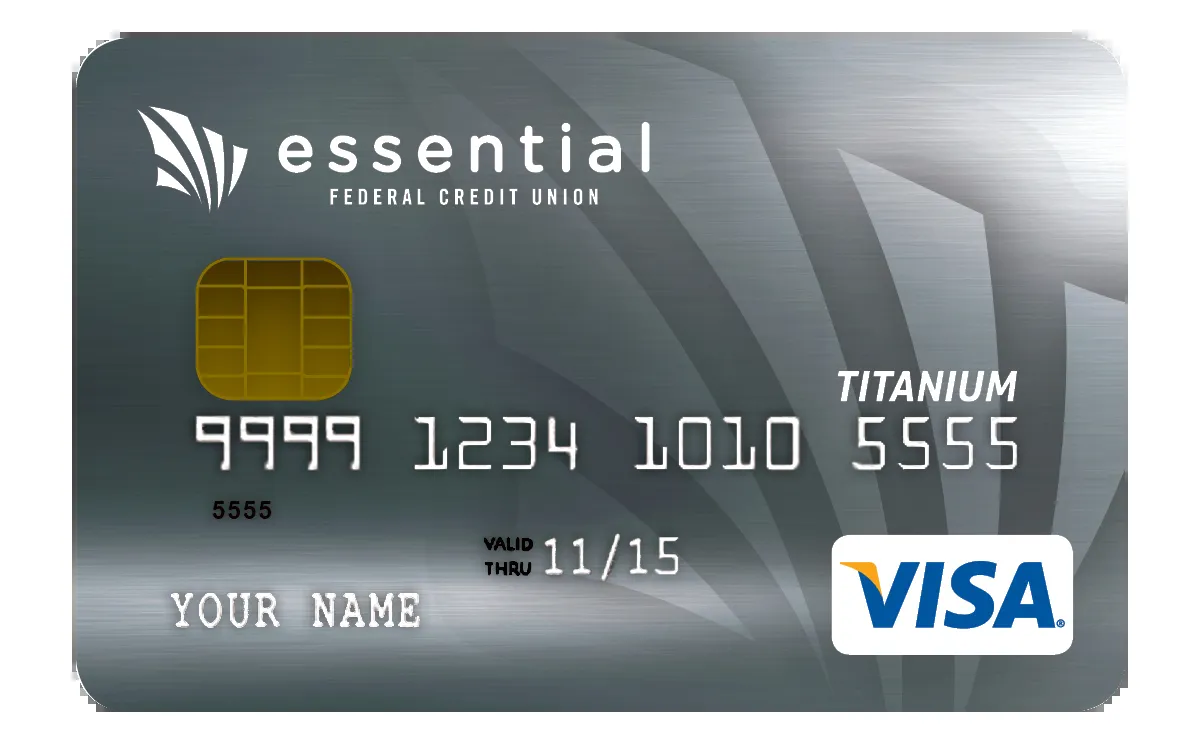 essential
FEDERAL CREDIT UNION
TITANIUM
9999 1234 1010 5555
5555
VALID THRU 11/15
YOUR NAME
VISA®